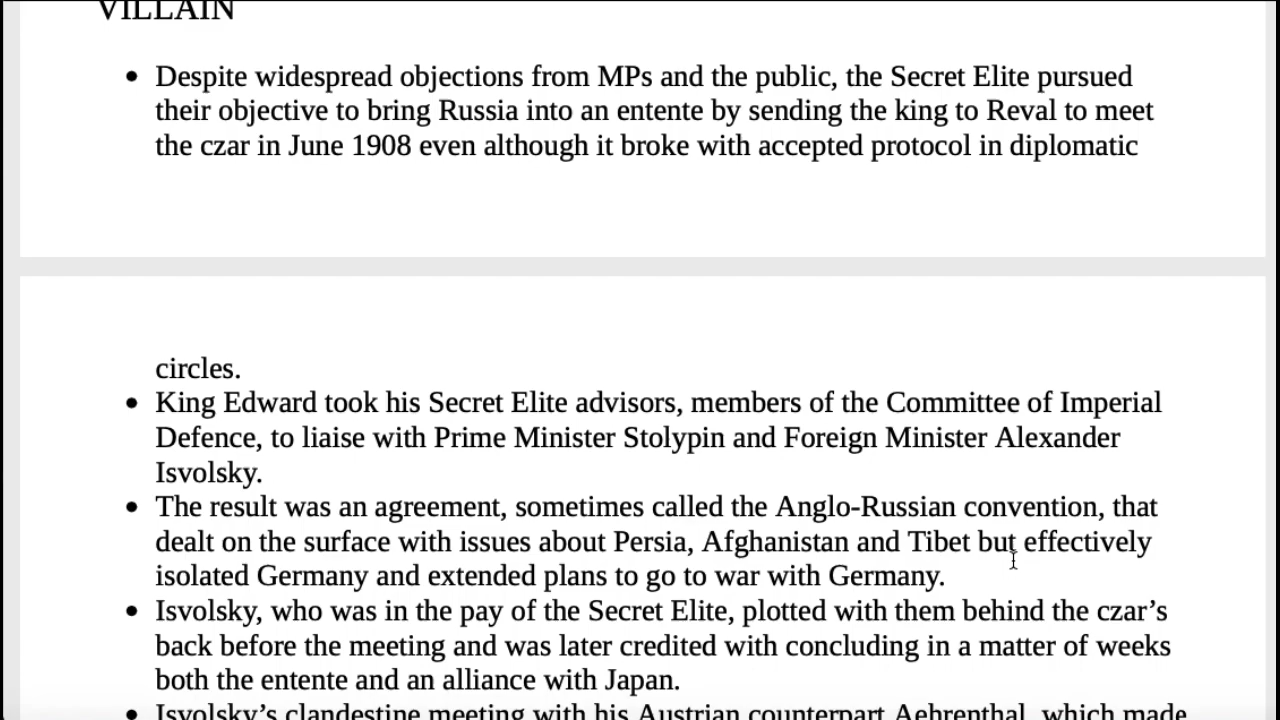 VILLAIN
• Despite widespread objections from MPs and the public, the Secret Elite pursued
their objective to bring Russia into an entente by sending the king to Reval to meet
the czar in June 1908 even although it broke with accepted protocol in diplomatic
circles.
• King Edward took his Secret Elite advisors, members of the Committee of Imperial
Defence, to liaise with Prime Minister Stolypin and Foreign Minister Alexander
Isvolsky.
• The result was an agreement, sometimes called the Anglo-Russian convention, that
dealt on the surface with issues about Persia, Afghanistan and Tibet but effectively
isolated Germany and extended plans to go to war with Germany.
• Isvolsky, who was in the pay of the Secret Elite, plotted with them behind the czar’s
back before the meeting and was later credited with concluding in a matter of weeks
both the entente and an alliance with Japan.
• Isvolsky’s clandestine meeting with his Austrian counterpart Aehrenthal, which made